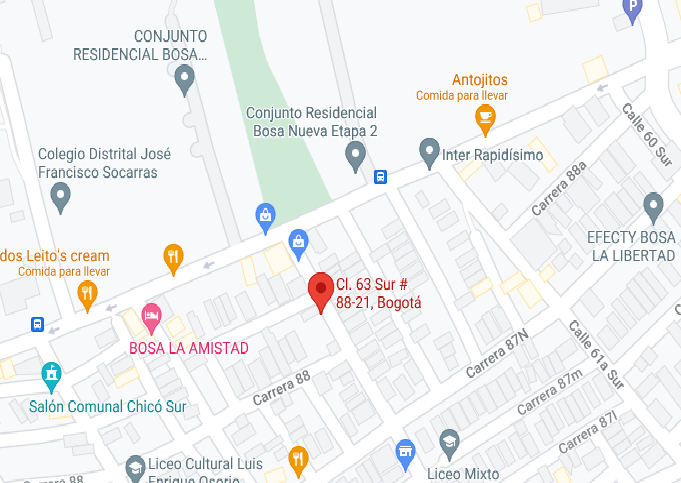 CONJUNTO
RESIDENCIAL BOSA...
P
Antojitos
Comida para llevar
Conjunto Residencial
Bosa Nueva Etapa 2
Calle 60 Sur
Inter Rapidísimo
Colegio Distrital José
Francisco Socarras
Carrera 88a
EFECTY BOSA
LA LIBERTAD
dos Leito's cream
Comida para llevar
Cl. 63 Sur #
88-21, Bogotá
BOSA LA AMISTAD
Calle 61a Sur
Carrera 87N
Carrera 88
Carrera 87m
Salón Comunal Chicó Sur
Carrera 87l
Liceo Cultural Luis
Enrique Osorio
Liceo Mixto
Carrera 88